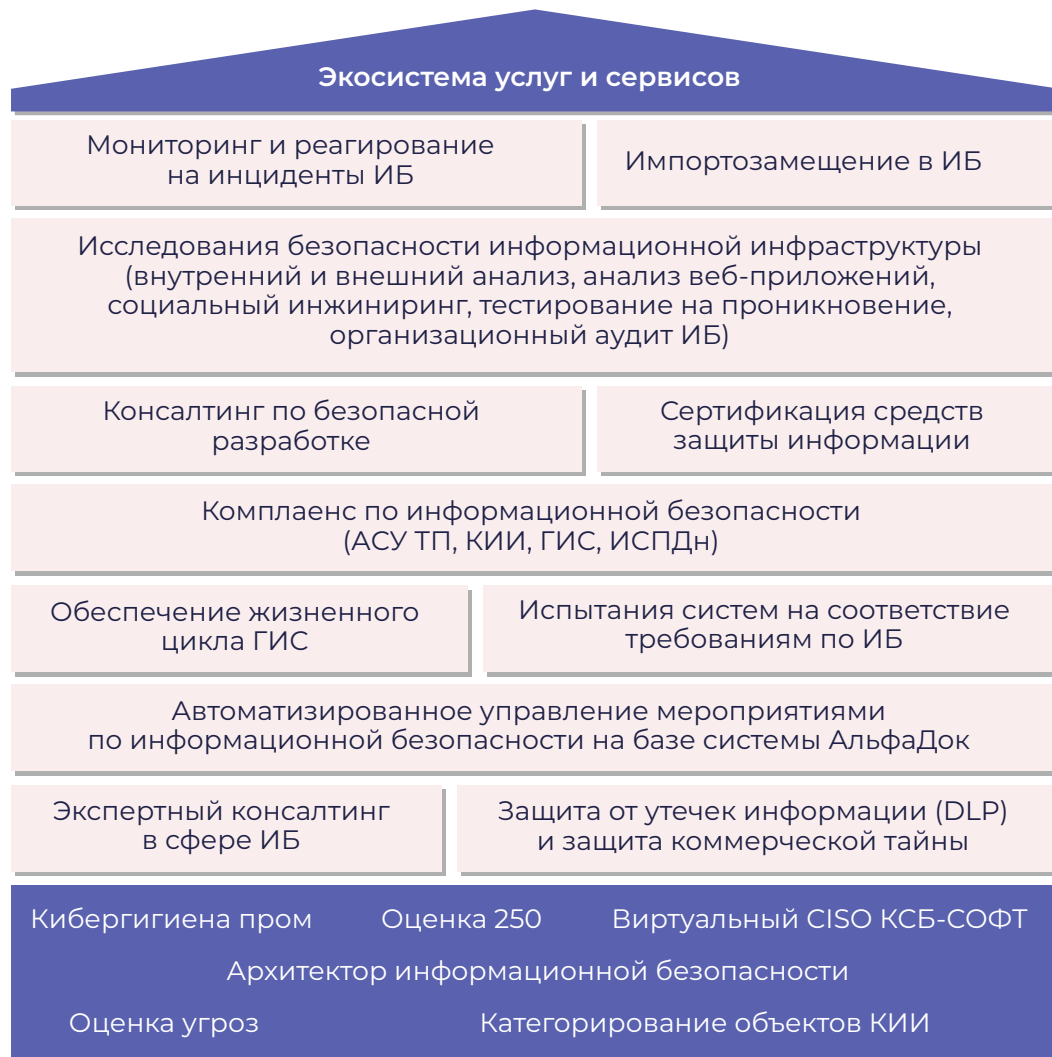 Экосистема услуг и сервисов
Мониторинг и реагирование
на инциденты ИБ
Импортозамещение в ИБ
Исследования безопасности информационной инфраструктуры
(внутренний и внешний анализ, анализ веб-приложений,
социальный инжиниринг, тестирование на проникновение,
организационный аудит ИБ)
Консалтинг по безопасной
разработке
Сертификация средств
защиты информации
Комплаенс по информационной безопасности
(АСУ ТП, КИИ, ГИС, ИСПДн)
Обеспечение жизненного
цикла ГИС
Испытания систем на соответствие
требованиям по ИБ
Автоматизированное управление мероприятиями
по информационной безопасности на базе системы АльфаДок
Экспертный консалтинг
в сфере ИБ
Защита от утечек информации (DLP)
и защита коммерческой тайны
Кибергигиена пром
Оценка 250
Виртуальный CISO КСБ-СОФТ
Архитектор информационной безопасности
Оценка угроз
Категорирование объектов КИИ